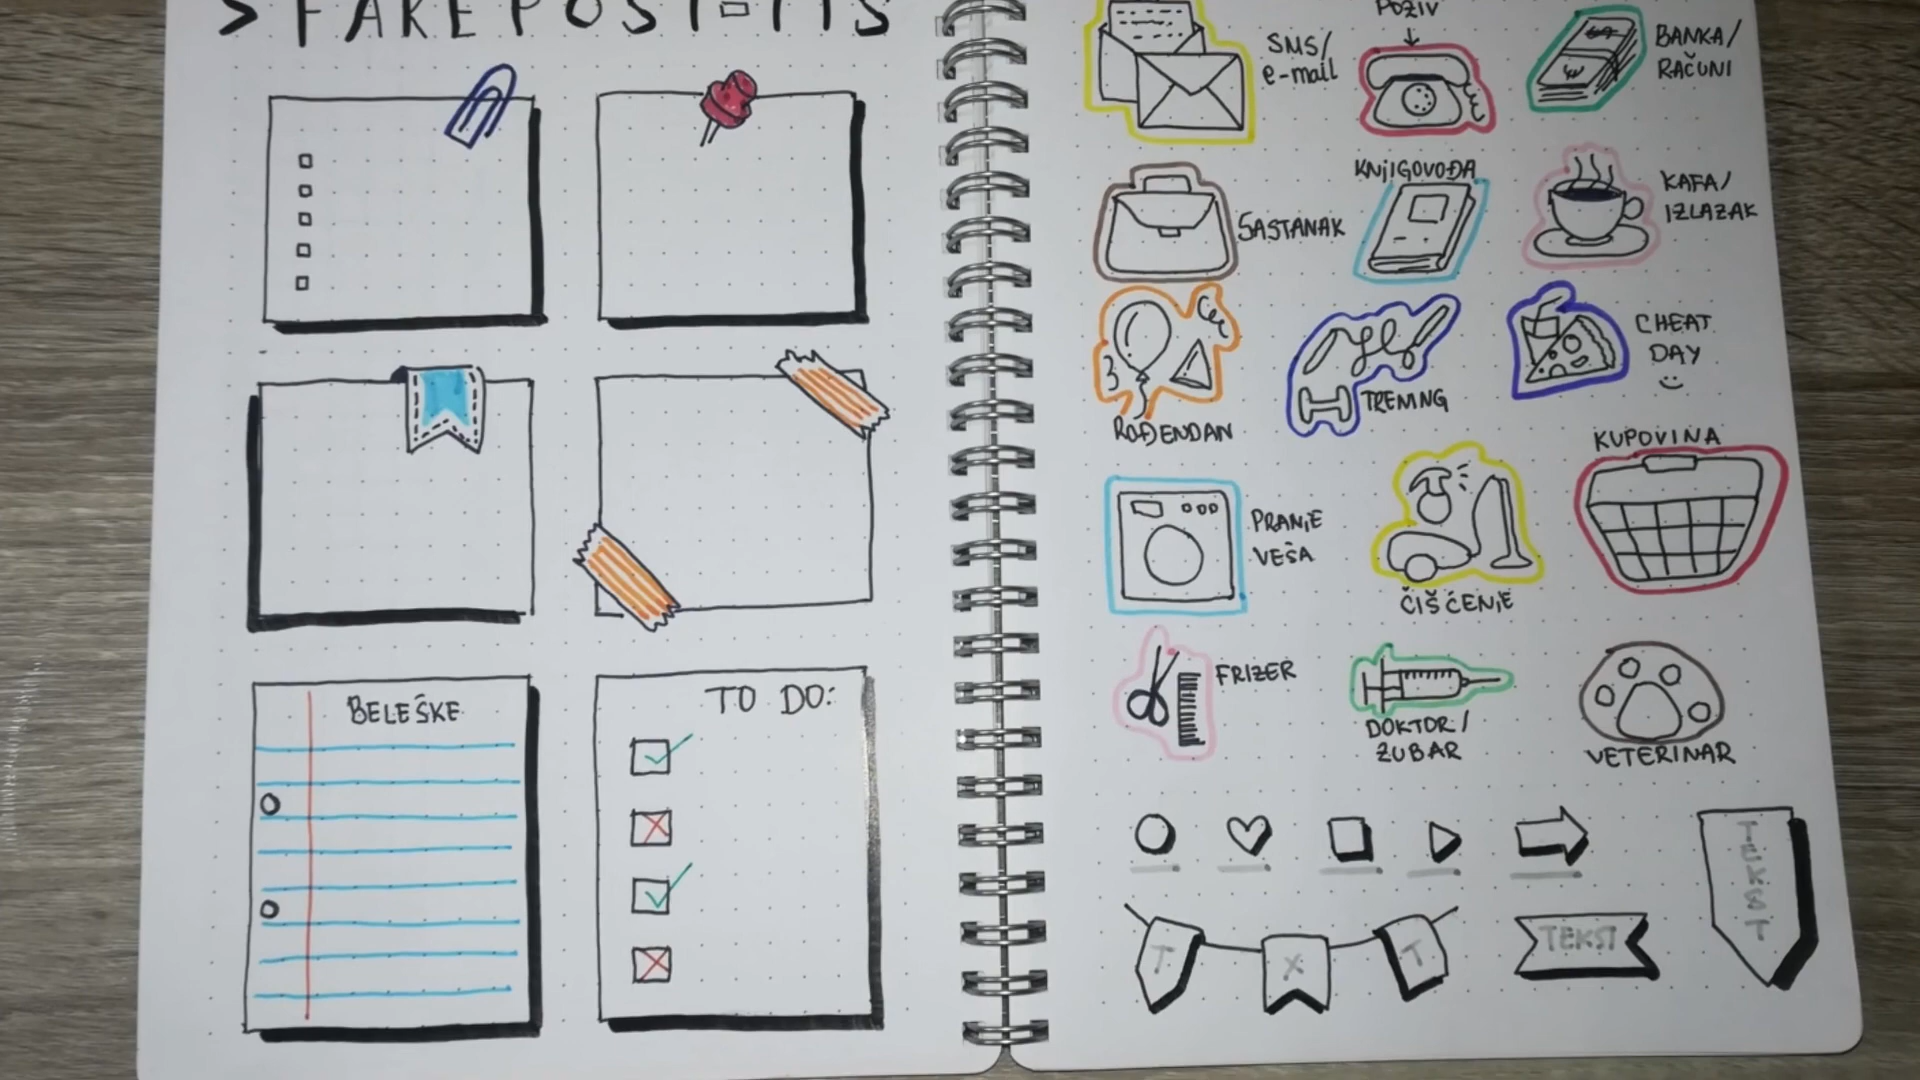 > FAKE POST-ITS
BELEŠKE
TO DO:
SMS/
e-mail
POZIV
BANKA/
RAČUNI
SASTANAK
KNJIGOVOĐA
KAFA/
IZLAZAK
ROĐENDAN
TRENING
CHEAT
DAY
KUPOVINA
PRANJE
VEŠA
ČIŠĆENJE
FRIZER
DOKTOR/
ZUBAR
VETERINAR
T X T
TEKST
TEKST